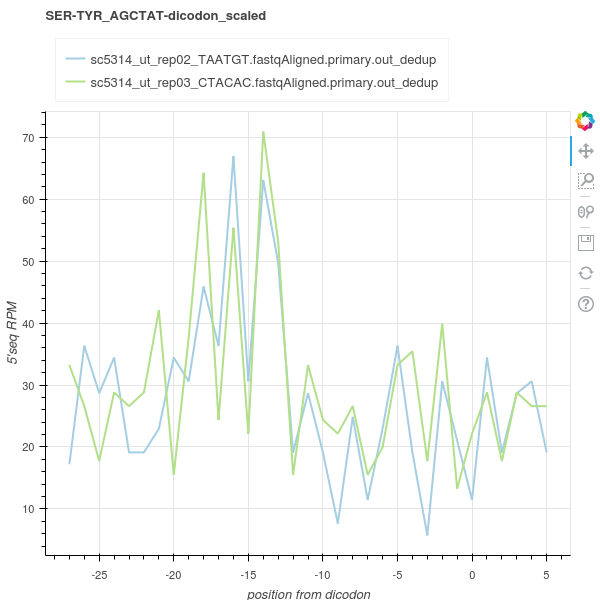 SER-TYR_AGCTAT-dicodon_scaled
sc5314_ut_rep02_TAATGT.fastqAligned.primary.out_dedup
sc5314_ut_rep03_CTACAC.fastqAligned.primary.out_dedup
70
60
50
40
30
20
10
5'seq RPM
-25 -20 -15 -10 -5 0 5
position from dicodon